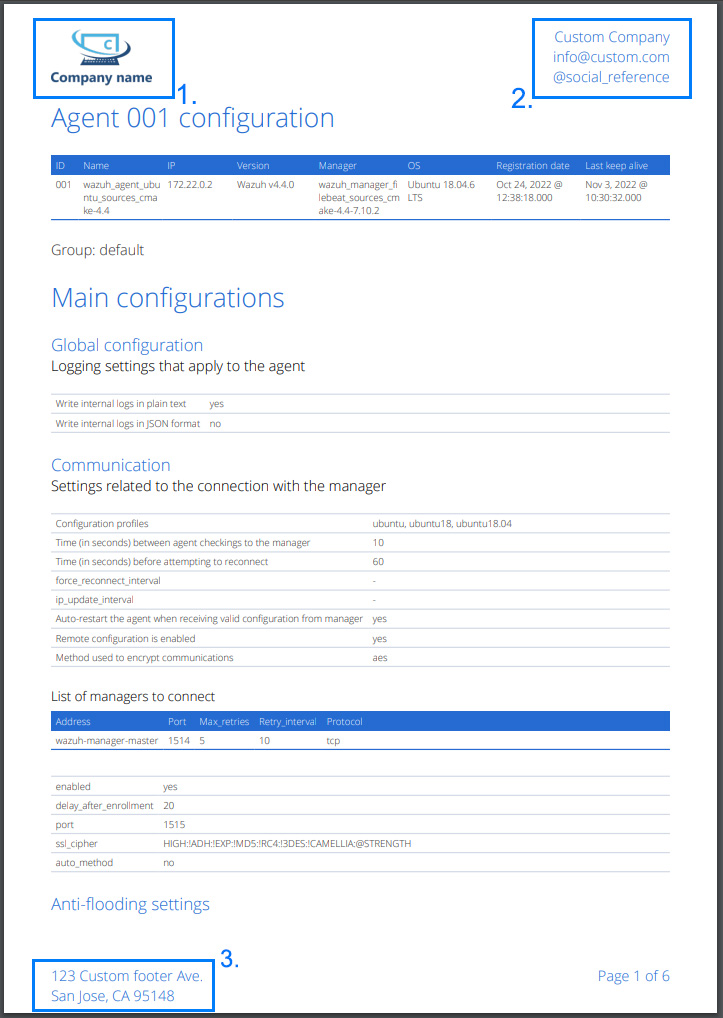 Company name
1.
Custom Company
info@custom.com
@social_reference
2.
Agent 001 configuration
ID Name IP Version Manager OS Registration date Last keep alive
001 wazuh_agent_ubu 172.22.0.2 Wazuh v4.4.0 wazuh_manager_fi Ubuntu 18.04.6 Oct 24, 2022 @ Nov 3, 2022 @
ntu_sources_cma lebeat_sources_cm LTS 12:38:18.000 10:30:32.000
ke-4.4 ake-4.4-7.10.2
Group: default
Main configurations
Global configuration
Logging settings that apply to the agent
Write internal logs in plain text yes
Write internal logs in JSON format no
Communication
Settings related to the connection with the manager
Configuration profiles ubuntu, ubuntu18, ubuntu18.04
Time (in seconds) between agent checkings to the manager 10
Time (in seconds) before attempting to reconnect 60
force_reconnect_interval -
ip_update_interval -
Auto-restart the agent when receiving valid configuration from manager yes
Remote configuration is enabled yes
Method used to encrypt communications aes
List of managers to connect
Address Port Max_retries Retry_interval Protocol
wazuh-manager-master 1514 5 10 tcp
enabled yes
delay_after_enrollment 20
port 1515
ssl_cipher HIGH:!ADH:!EXP:!MD5:!RC4:!3DES:!CAMELLIA:@STRENGTH
auto_method no
Anti-flooding settings
3.
123 Custom footer Ave. Page 1 of 6
San Jose, CA 95148